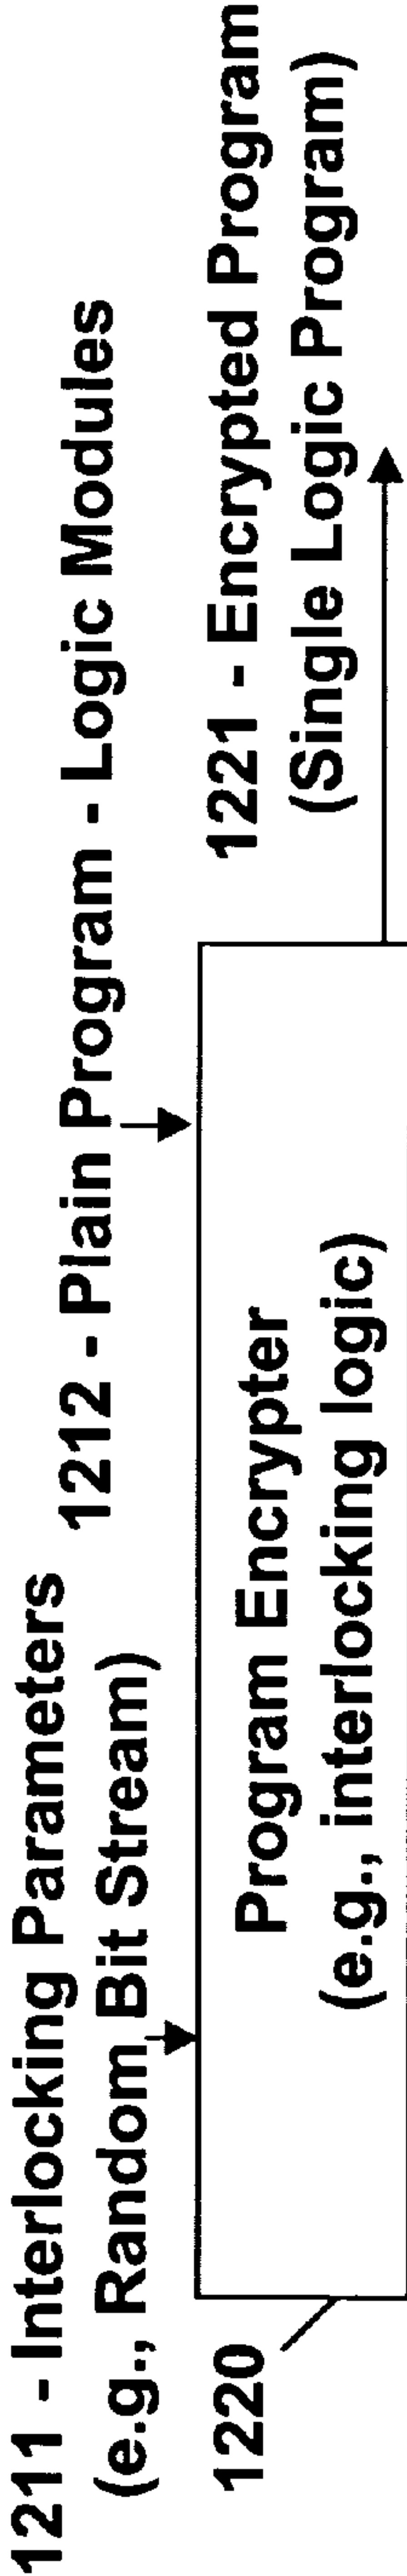 1211 - Interlocking Parameters
(e.g., Random Bit Stream)
1212 - Plain Program - Logic Modules
1220
Program Encrypter
(e.g., interlocking logic)
1221 - Encrypted Program
(Single Logic Program)